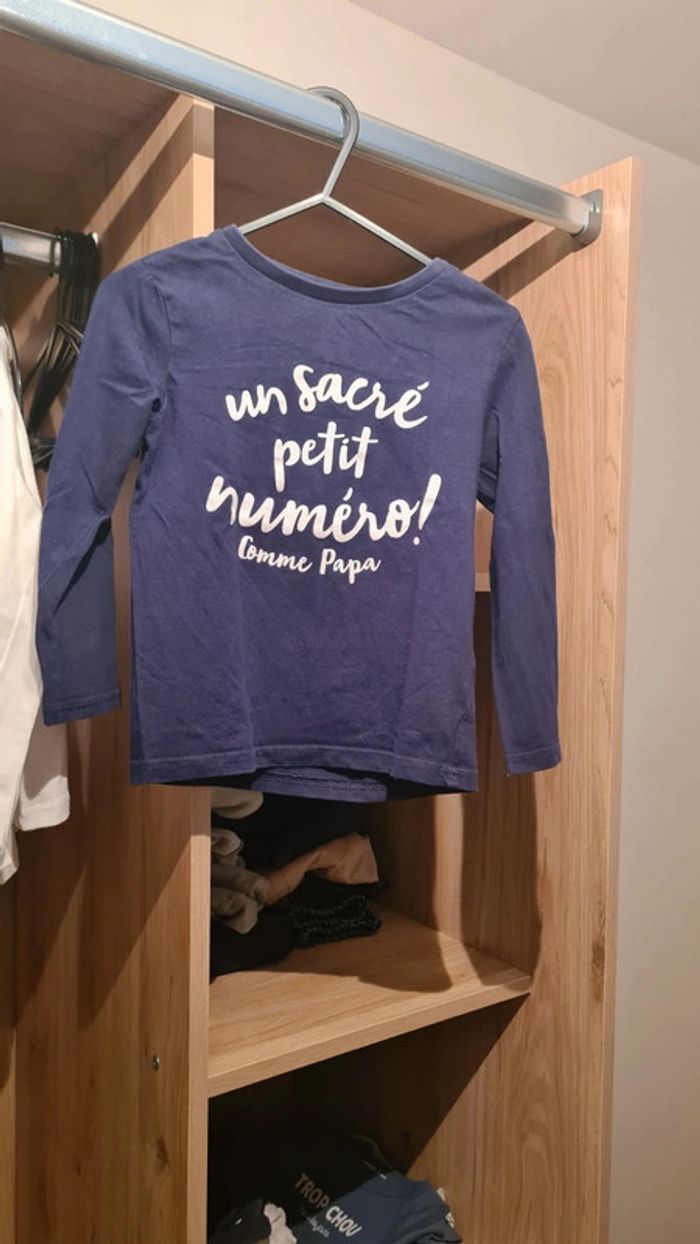 un sacré
petit
numéro!
Comme Papa
TROP
CHOU